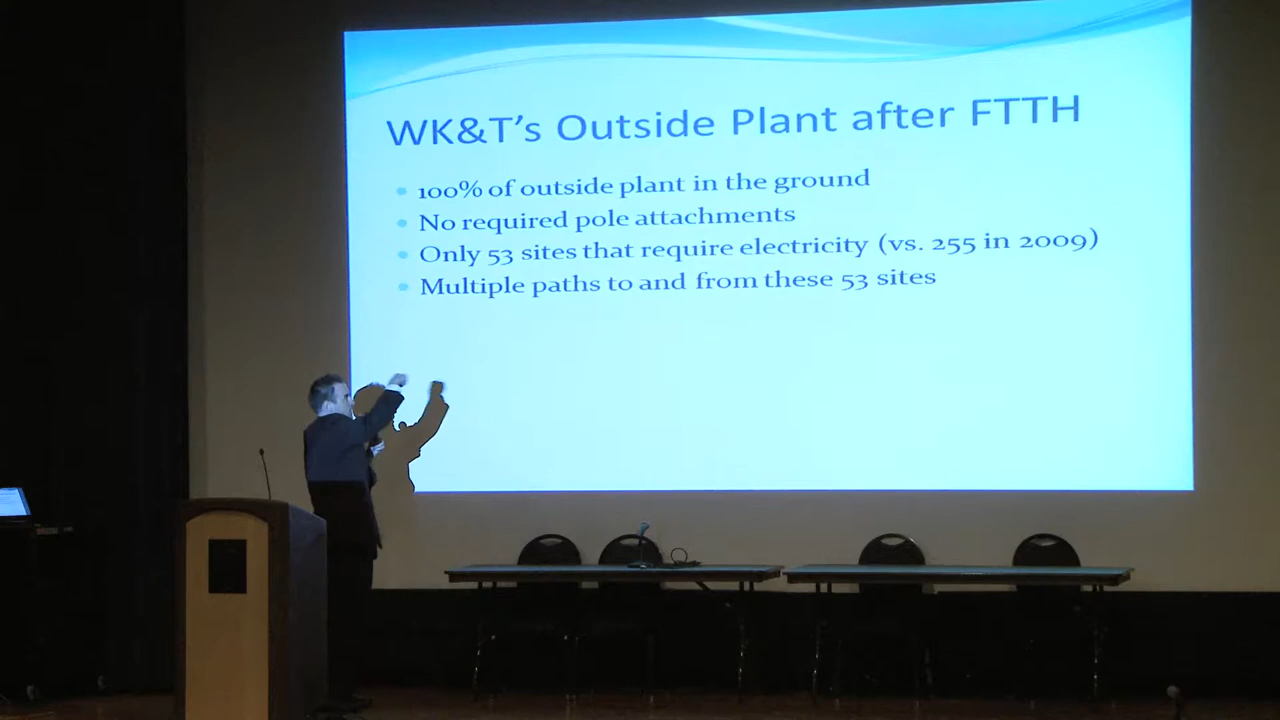 WK&T's Outside Plant after FTTH
100% of outside plant in the ground
No required pole attachments
Only 53 sites that require electricity (vs. 255 in 2009)
Multiple paths to and from these 53 sites